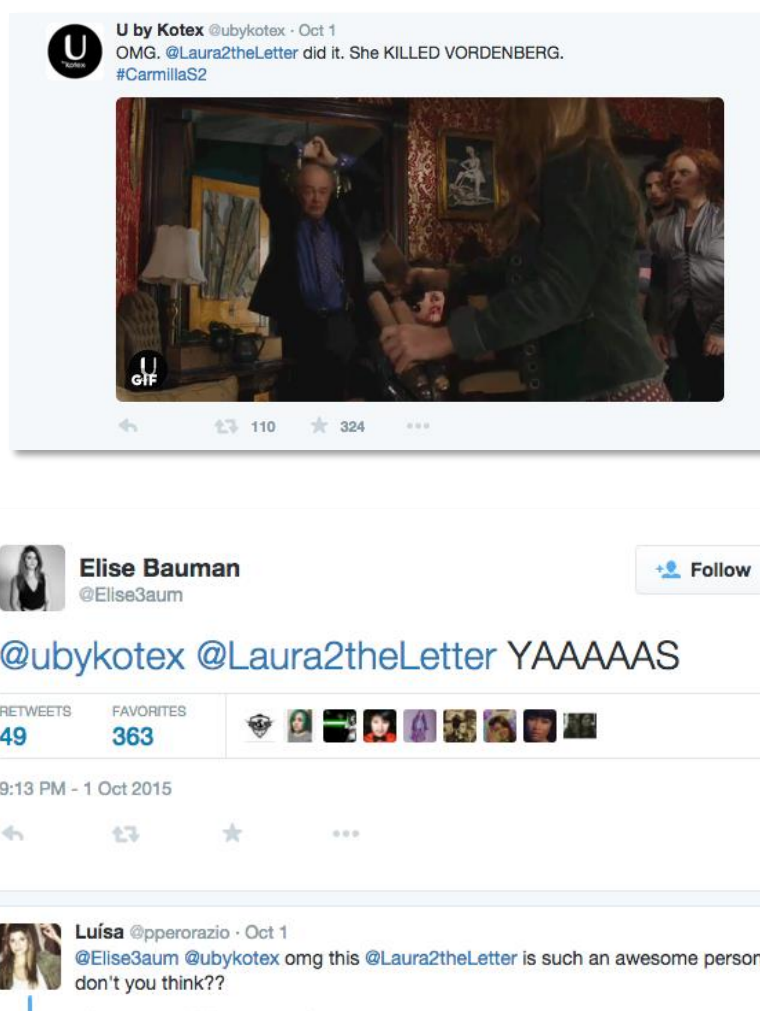 U by Kotex @ubykotex · Oct 1
OMG. @Laura2theLetter did it. She KILLED VORDENBERG.
#CarmillaS2
U
by Kotex
U
GIF
110 324
Elise Bauman
@Elise3aum
Follow
@ubykotex @Laura2theLetter YAAAAAS
RETWEETS FAVORITES
49 363
9:13 PM - 1 Oct 2015
Luísa @pperorazio · Oct 1
@Elise3aum @ubykotex omg this @Laura2theLetter is such an awesome person
don't you think??